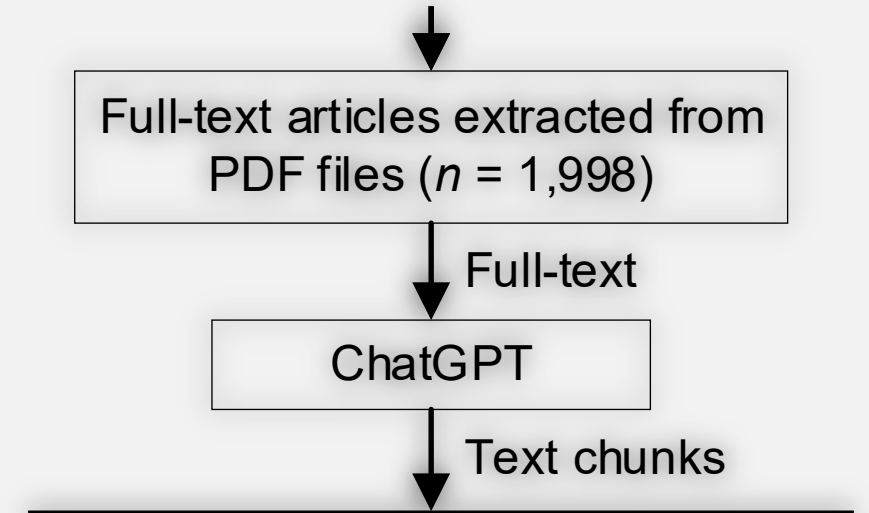 Full-text articles extracted from
PDF files (n = 1,998)
Full-text
ChatGPT
Text chunks